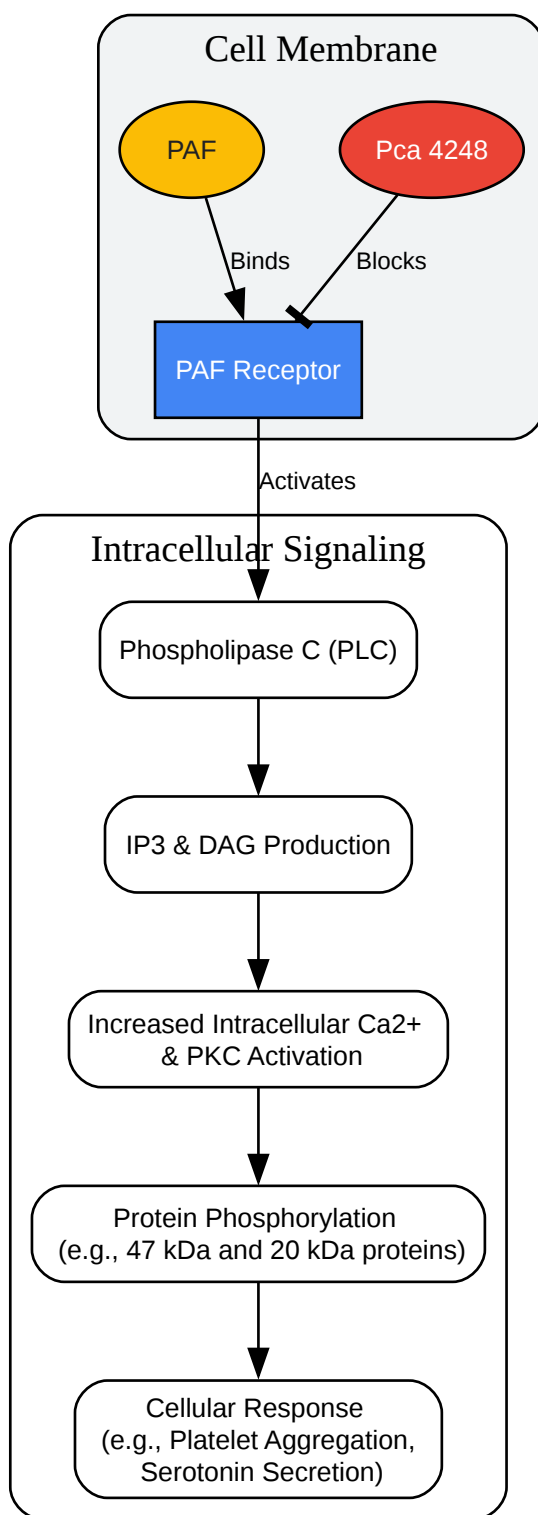 Cell Membrane
PAF
Pca 4248
Binds
Blocks
PAF Receptor
Activates
Intracellular Signaling
Phospholipase C (PLC)
IP3 & DAG Production
Increased Intracellular Ca2+
& PKC Activation
Protein Phosphorylation
(e.g., 47 kDa and 20 kDa proteins)
Cellular Response
(e.g., Platelet Aggregation,
Serotonin Secretion)